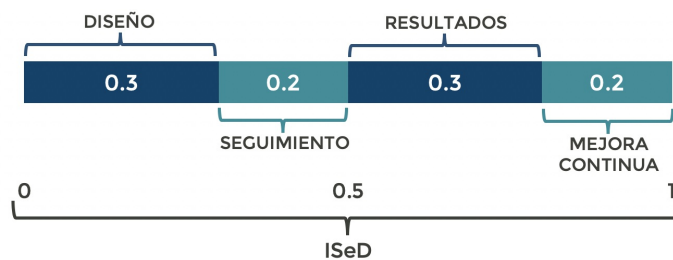 DISEÑO
RESULTADOS
0.3
0.2
0.3
0.2
SEGUIMIENTO
MEJORA
CONTINUA
0
0.5
1
ISeD